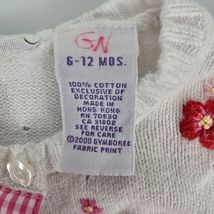 GN
6-12 MOS.
100% COTTON
EXCLUSIVE OF
DECORATION
MADE IN
HONG KONG
RN 70530
CA 31802
SEE REVERSE
FOR CARE
©2000 GYMBOREE
FABRIC PRINT